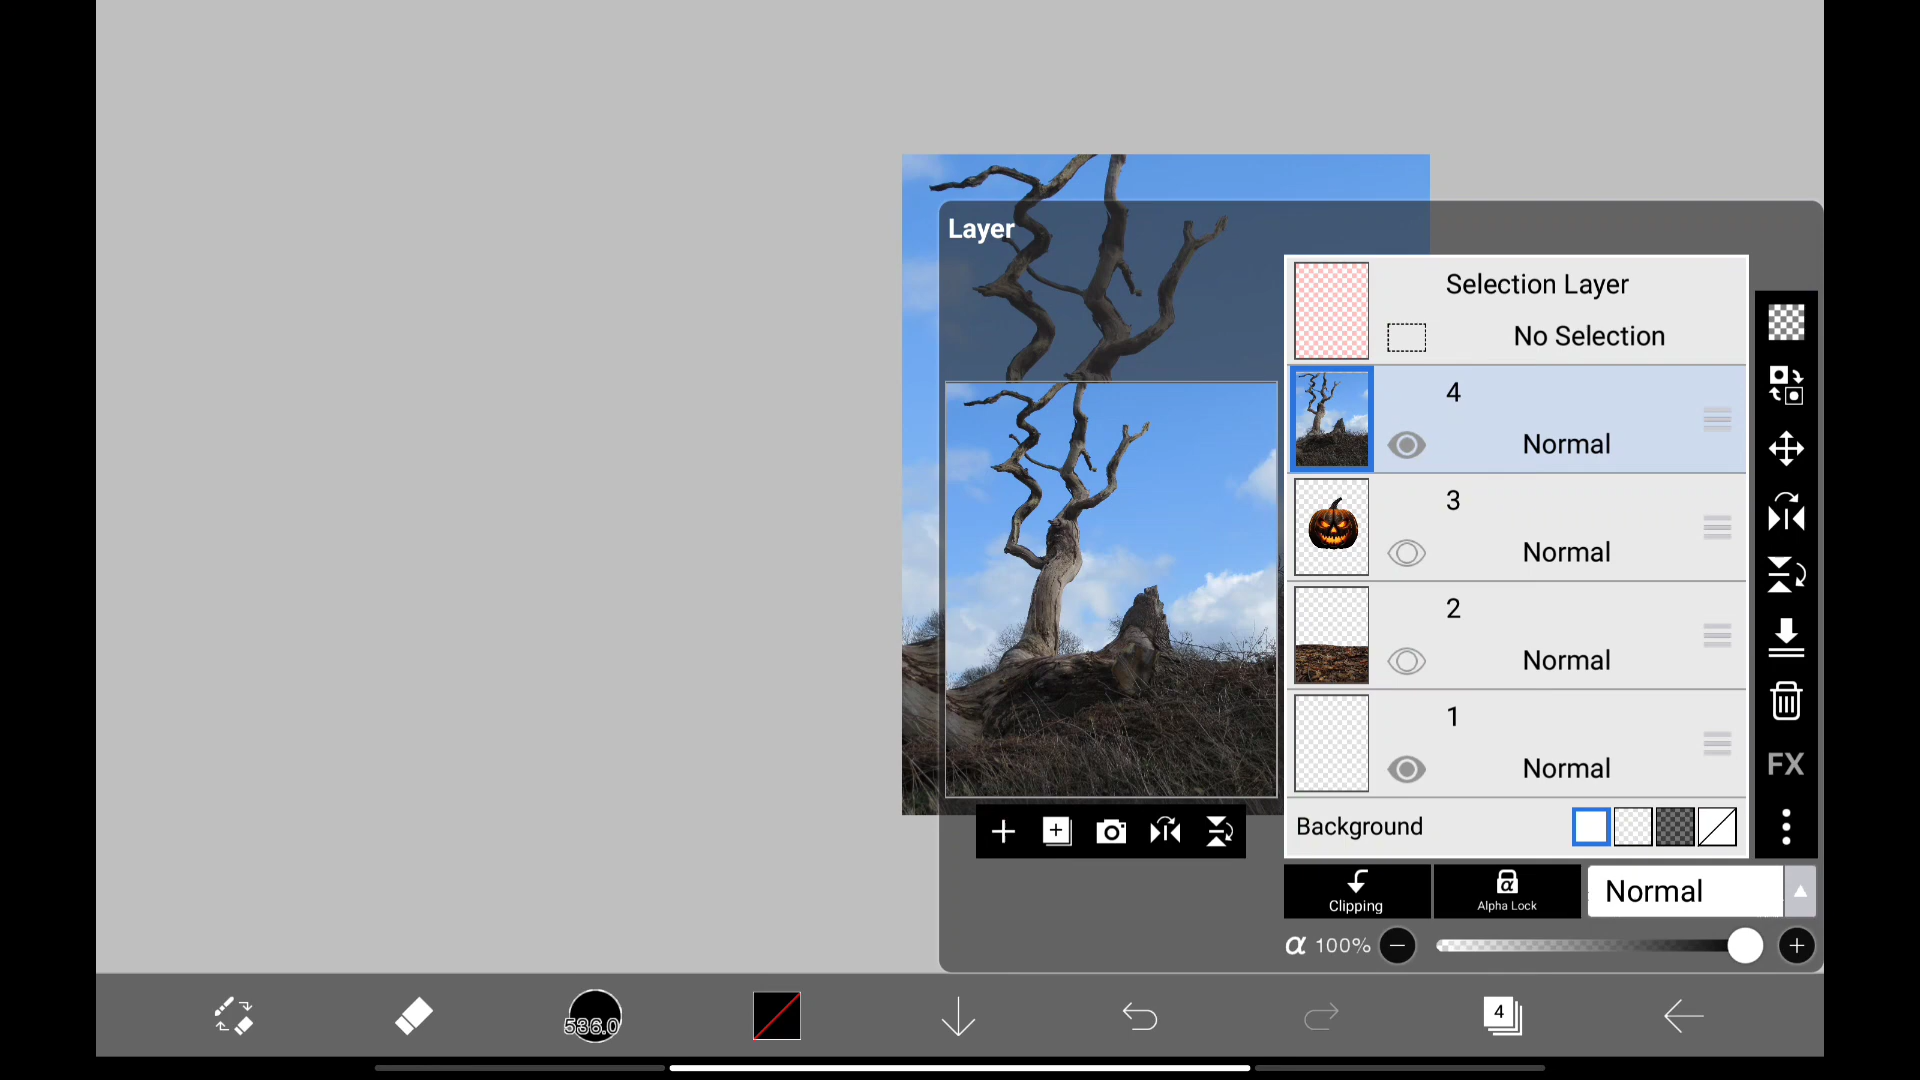 Layer
Selection Layer
No Selection
4
Normal
3
Normal
2
Normal
1
Normal
Background
FX
Clipping
α
Alpha Lock
Normal
α 100%
536.0
4